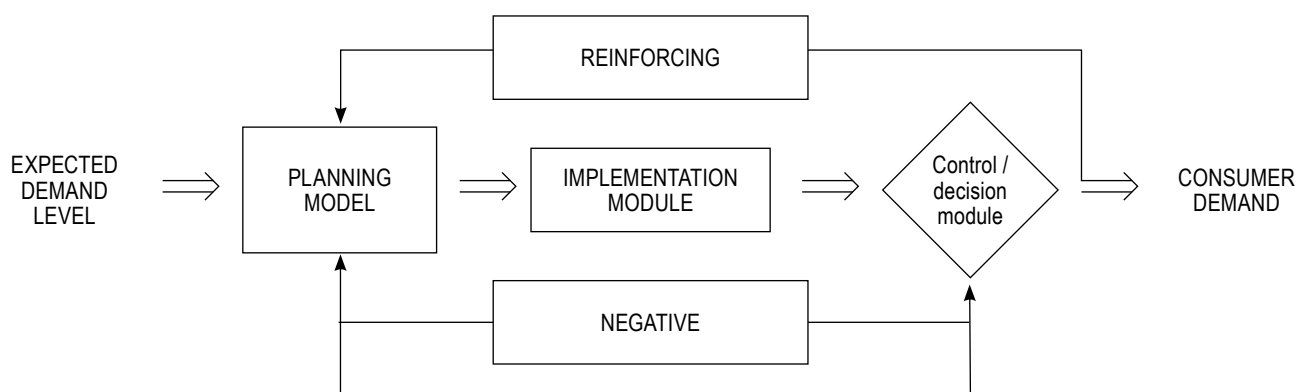 REINFORCING
EXPECTED
DEMAND
LEVEL
PLANNING
MODEL
IMPLEMENTATION
MODULE
Control /
decision
module
CONSUMER
DEMAND
NEGATIVE